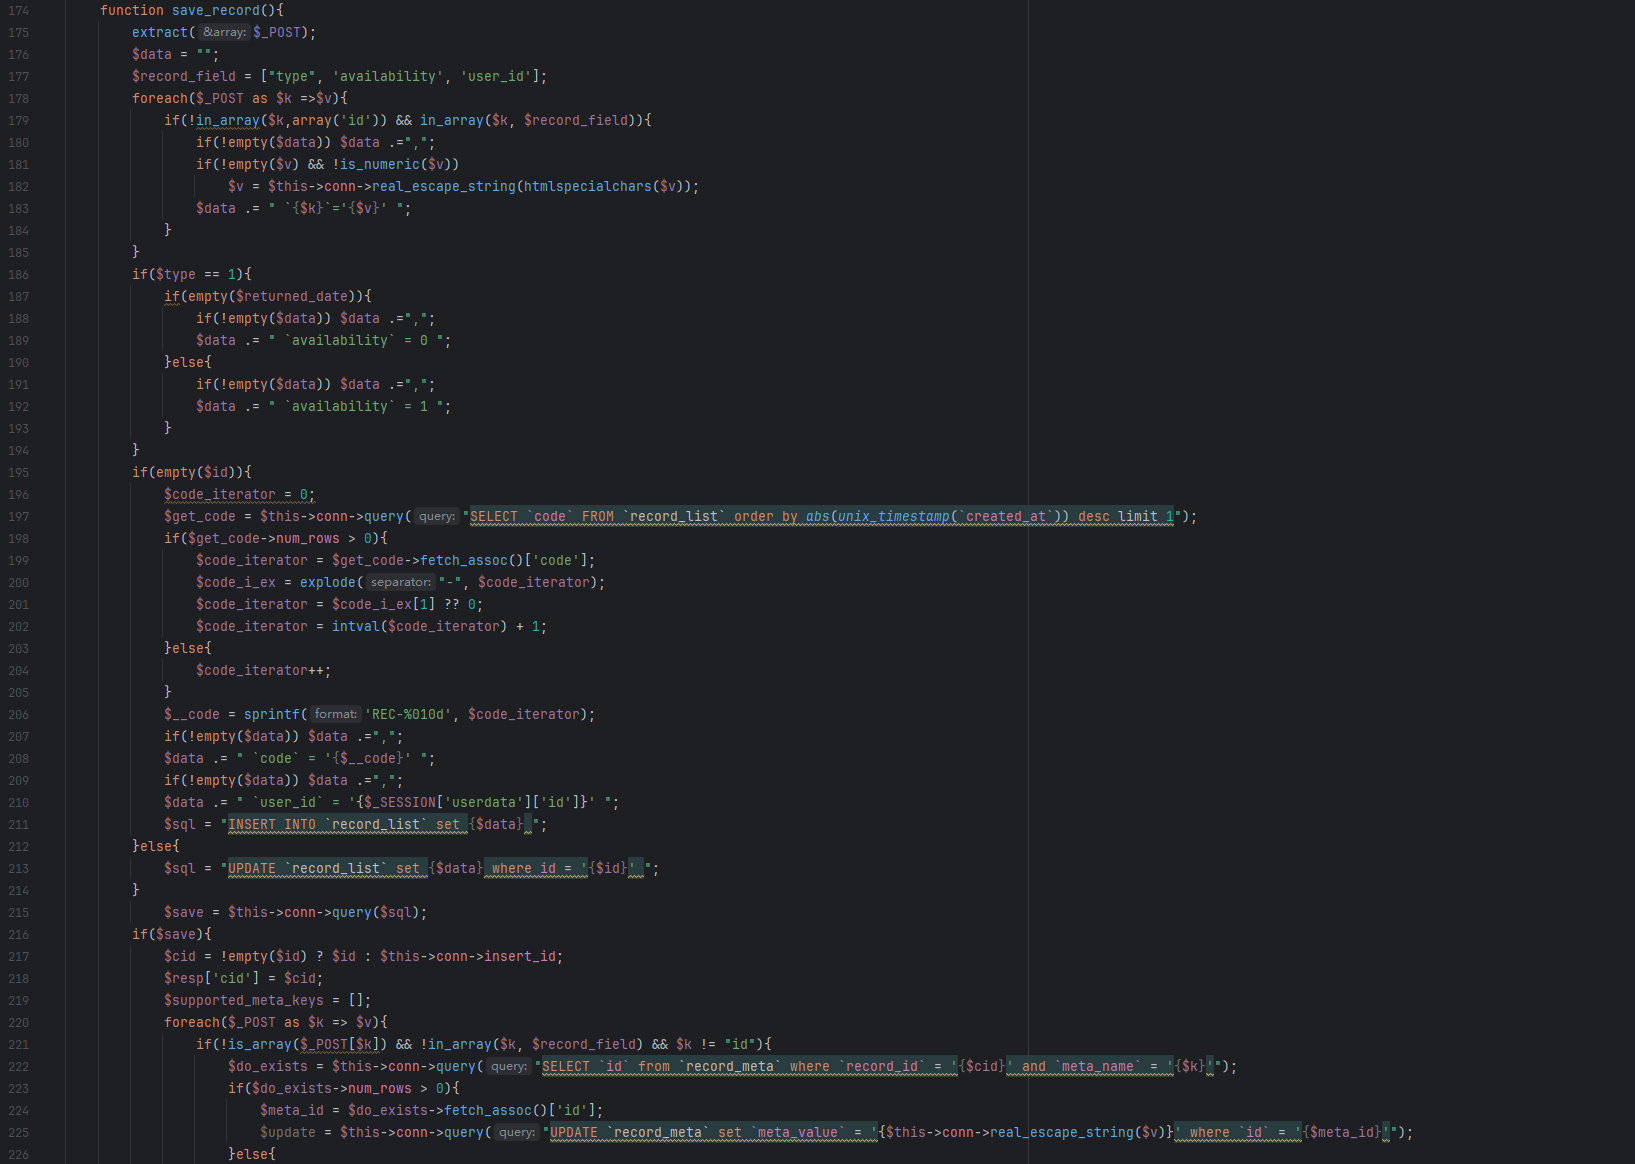 174 function save_record(){
175 extract( &array: $_POST);
176 $data = "";
177 $record_field = ["type", 'availability', 'user_id'];
178 foreach($_POST as $k =>$v){
179 if(!in_array($k,array('id')) && in_array($k, $record_field)){
180 if(!empty($data)) $data .=",";
181 if(!empty($v) && !is_numeric($v))
182 $v = $this->conn->real_escape_string(htmlspecialchars($v));
183 $data .= " `{$k}`='{$v}' ";
184 }
185 }
186 if($type == 1){
187 if(empty($returned_date)){
188 if(!empty($data)) $data .=",";
189 $data .= " `availability` = 0 ";
190 }else{
191 if(!empty($data)) $data .=",";
192 $data .= " `availability` = 1 ";
193 }
194 }
195 if(empty($id)){
196 $code_iterator = 0;
197 $get_code = $this->conn->query( query: "SELECT `code` FROM `record_list` order by abs(unix_timestamp(`created_at`)) desc limit 1");
198 if($get_code->num_rows > 0){
199 $code_iterator = $get_code->fetch_assoc()['code'];
200 $code_i_ex = explode( separator: "-", $code_iterator);
201 $code_iterator = $code_i_ex[1] ?? 0;
202 $code_iterator = intval($code_iterator) + 1;
203 }else{
204 $code_iterator++;
205 }
206 $__code = sprintf( format: 'REC-%010d', $code_iterator);
207 if(!empty($data)) $data .=",";
208 $data .= " `code` = '{$__code}' ";
209 if(!empty($data)) $data .=",";
210 $data .= " `user_id` = '{$_SESSION['userdata']['id']}' ";
211 $sql = "INSERT INTO `record_list` set {$data} ";
212 }else{
213 $sql = "UPDATE `record_list` set {$data} where id = '{$id}' ";
214 }
215 $save = $this->conn->query($sql);
216 if($save){
217 $cid = !empty($id) ? $id : $this->conn->insert_id;
218 $resp['cid'] = $cid;
219 $supported_meta_keys = [];
220 foreach($_POST as $k => $v){
221 if(!is_array($_POST[$k]) && !in_array($k, $record_field) && $k != "id"){
222 $do_exists = $this->conn->query( query: "SELECT `id` from `record_meta` where `record_id` = '{$cid}' and `meta_name` = '{$k}'");
223 if($do_exists->num_rows > 0){
224 $meta_id = $do_exists->fetch_assoc()['id'];
225 $update = $this->conn->query( query: "UPDATE `record_meta` set `meta_value` = '{$this->conn->real_escape_string($v)}' where `id` = '{$meta_id}'");
226 }else{